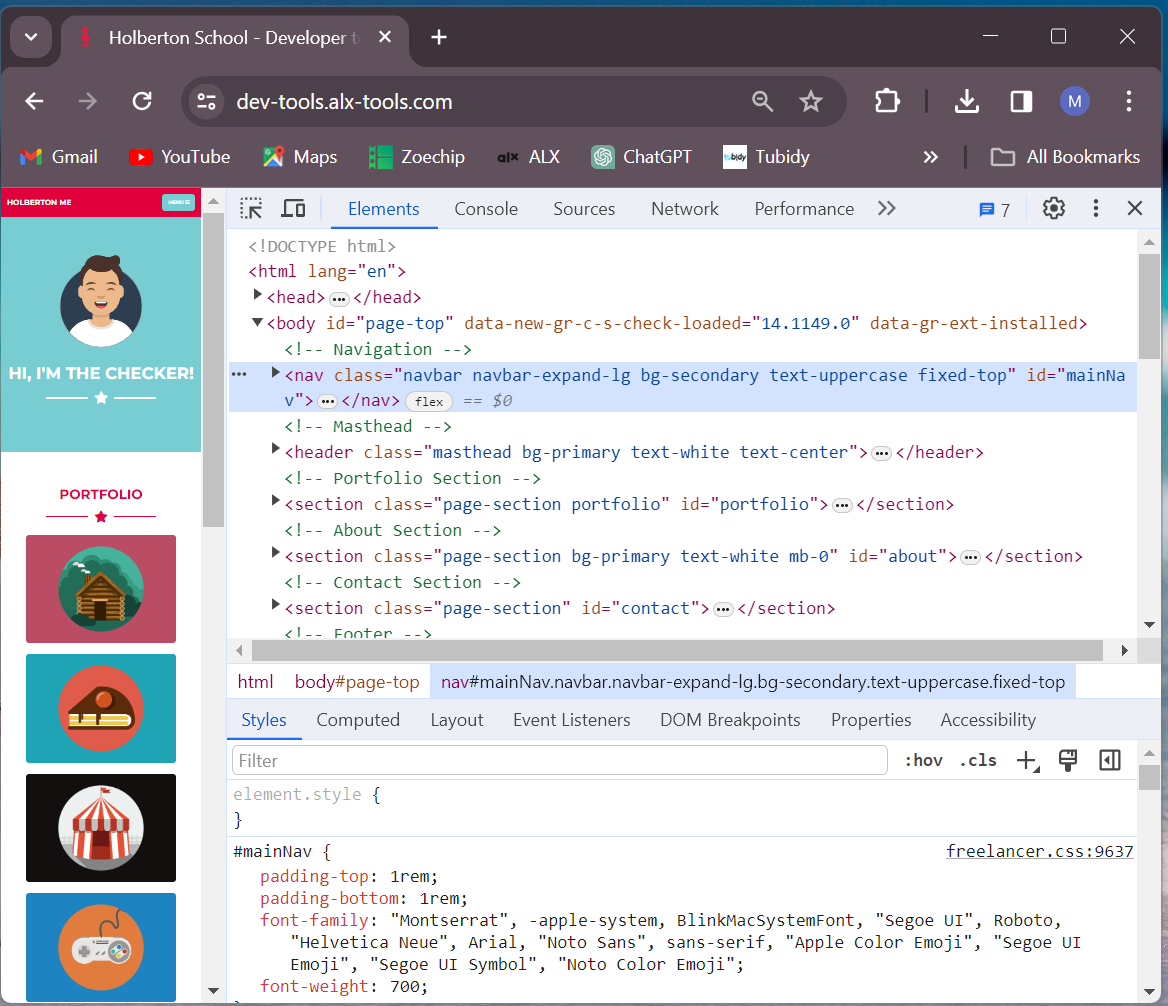 Holberton School - Developer t
dev-tools.alx-tools.com
M
Gmail
YouTube
Maps
Zoechip
alx
ALX
ChatGPT
tubidy
Tubidy
»
All Bookmarks
HOLBERTON ME
MENU
HI, I'M THE CHECKER!
PORTFOLIO
Elements
Console
Sources
Network
Performance
7
<!DOCTYPE html>
<html lang="en">
<head> ••• </head>
<body id="page-top" data-new-gr-c-s-check-loaded="14.1149.0" data-gr-ext-installed>
<!-- Navigation -->
<nav class="navbar navbar-expand-lg bg-secondary text-uppercase fixed-top" id="mainNa
v"> ••• </nav> flex == $0
<!-- Masthead -->
<header class="masthead bg-primary text-white text-center"> ••• </header>
<!-- Portfolio Section -->
<section class="page-section portfolio" id="portfolio"> ••• </section>
<!-- About Section -->
<section class="page-section bg-primary text-white mb-0" id="about"> ••• </section>
<!-- Contact Section -->
<section class="page-section" id="contact"> ••• </section>
<!-- Footer -->
html body#page-top nav#mainNav.navbar.navbar-expand-lg.bg-secondary.text-uppercase.fixed-top
Styles
Computed
Layout
Event Listeners
DOM Breakpoints
Properties
Accessibility
Filter
:hov .cls
element.style {
}
#mainNav {
freelancer.css:9637
padding-top: 1rem;
padding-bottom: 1rem;
font-family: "Montserrat", -apple-system, BlinkMacSystemFont, "Segoe UI", Roboto,
"Helvetica Neue", Arial, "Noto Sans", sans-serif, "Apple Color Emoji", "Segoe UI
Emoji", "Segoe UI Symbol", "Noto Color Emoji";
font-weight: 700;